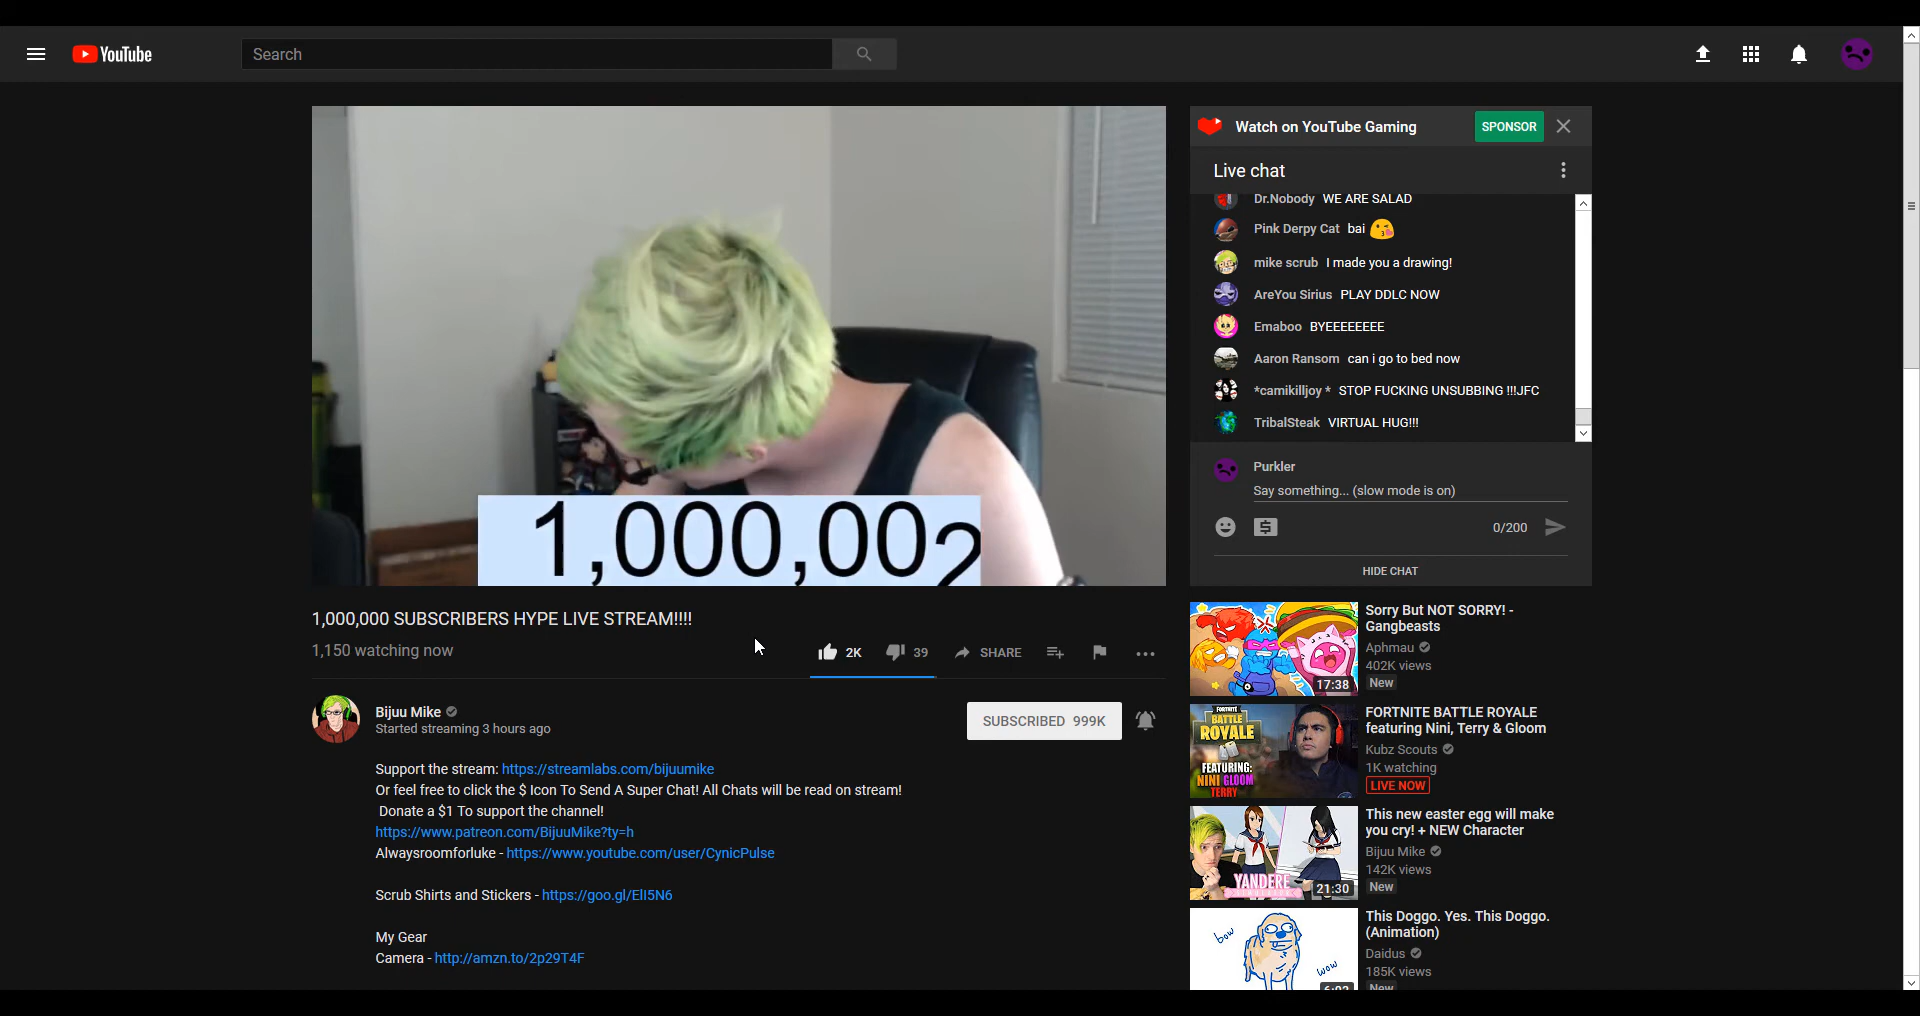 YouTube
Search
1,000,002
1,000,000 SUBSCRIBERS HYPE LIVE STREAM!!!!
1,150 watching now
2K
39
SHARE
Bijuu Mike
Started streaming 3 hours ago
SUBSCRIBED 999K
Support the stream: https://streamlabs.com/bijuumike
Or feel free to click the $ Icon To Send A Super Chat! All Chats will be read on stream!
Donate a $1 To support the channel!
https://www.patreon.com/BijuuMike?ty=h
Alwaysroomforluke - https://www.youtube.com/user/CynicPulse
Scrub Shirts and Stickers - https://goo.gl/ElI5N6
My Gear
Camera - http://amzn.to/2p29T4F
Watch on YouTube Gaming
SPONSOR
Live chat
Dr.Nobody WE ARE SALAD
Pink Derpy Cat bai 😘
mike scrub I made you a drawing!
AreYou Sirius PLAY DDLC NOW
Emaboo BYEEEEEEEE
Aaron Ransom can i go to bed now
*camikilljoy * STOP FUCKING UNSUBBING !!!JFC
TribalSteak VIRTUAL HUG!!!
Purkler
Say something... (slow mode is on)
0/200
HIDE CHAT
17:38
Sorry But NOT SORRY! -
Gangbeasts
Aphmau
402K views
New
FORTNITE
BATTLE
ROYALE
FEATURING:
NINI GLOOM
TERRY
FORTNITE BATTLE ROYALE
featuring Nini, Terry & Gloom
Kubz Scouts
1K watching
LIVE NOW
YANDERE
21:30
This new easter egg will make
you cry! + NEW Character
Bijuu Mike
142K views
New
bow
wow
This Doggo. Yes. This Doggo.
(Animation)
Daidus
185K views
New